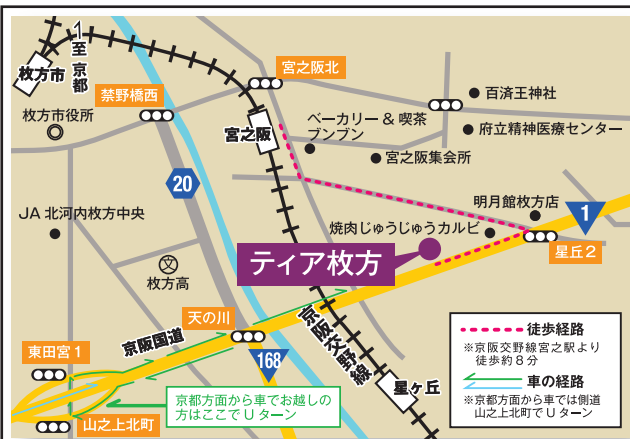 至 京都
枚方市
禁野橋西
宮之阪北
百済王神社
枚方市役所
宮之阪
ベーカリー & 喫茶
ブンブン
府立精神医療センター
宮之阪集会所
20
JA 北河内枚方中央
明月館枚方店
1
焼肉じゅうじゅうカルビ
星丘2
文
枚方高
ティア枚方
天の川
京阪国道
京阪交野線
168
東田宮1
星ヶ丘
山之上北町
京都方面から車でお越しの
方はここで U ターン
徒歩経路
※京阪交野線宮之駅より
徒歩約8分
車の経路
※京都方面から車では側道
山之上北町でUターン